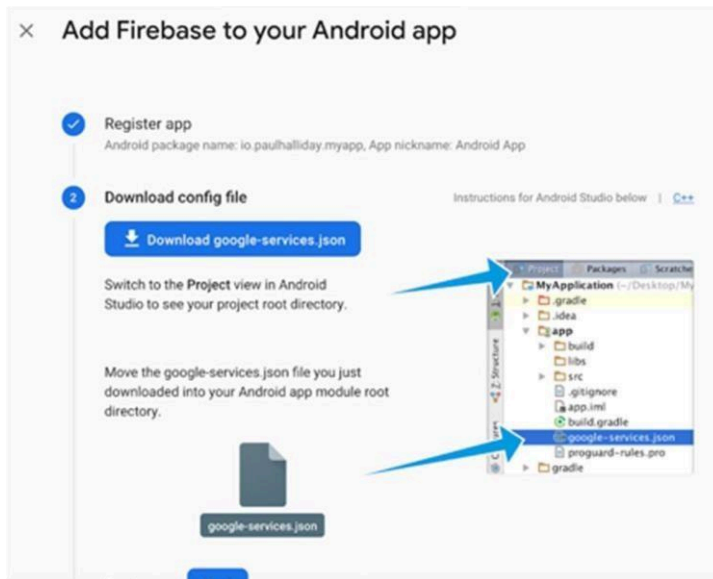 Add Firebase to your Android app
Register app
Android package name: io.paulhalliday.myapp, App nickname: Android App
2
Download config file
Instructions for Android Studio below | C++
Download google-services.json
Switch to the Project view in Android
Studio to see your project root directory.
Move the google-services.json file you just
downloaded into your Android app module root
directory.
google-services.json
Project Packages Scratche
MyApplication (~/Desktop/My
.gradle
.idea
app
build
libs
src
.gitignore
app.iml
build.gradle
google-services.json
proguard-rules.pro
gradle
Z: Structure